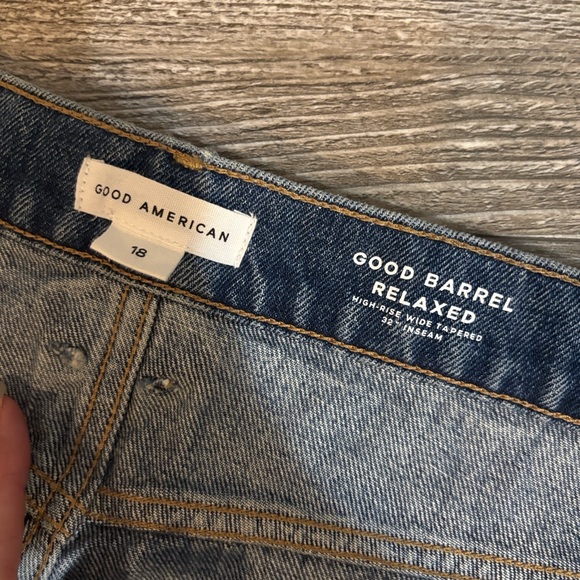 GOOD AMERICAN
18
GOOD BARREL
RELAXED
HIGH-RISE WIDE TAPERED
32" INSEAM